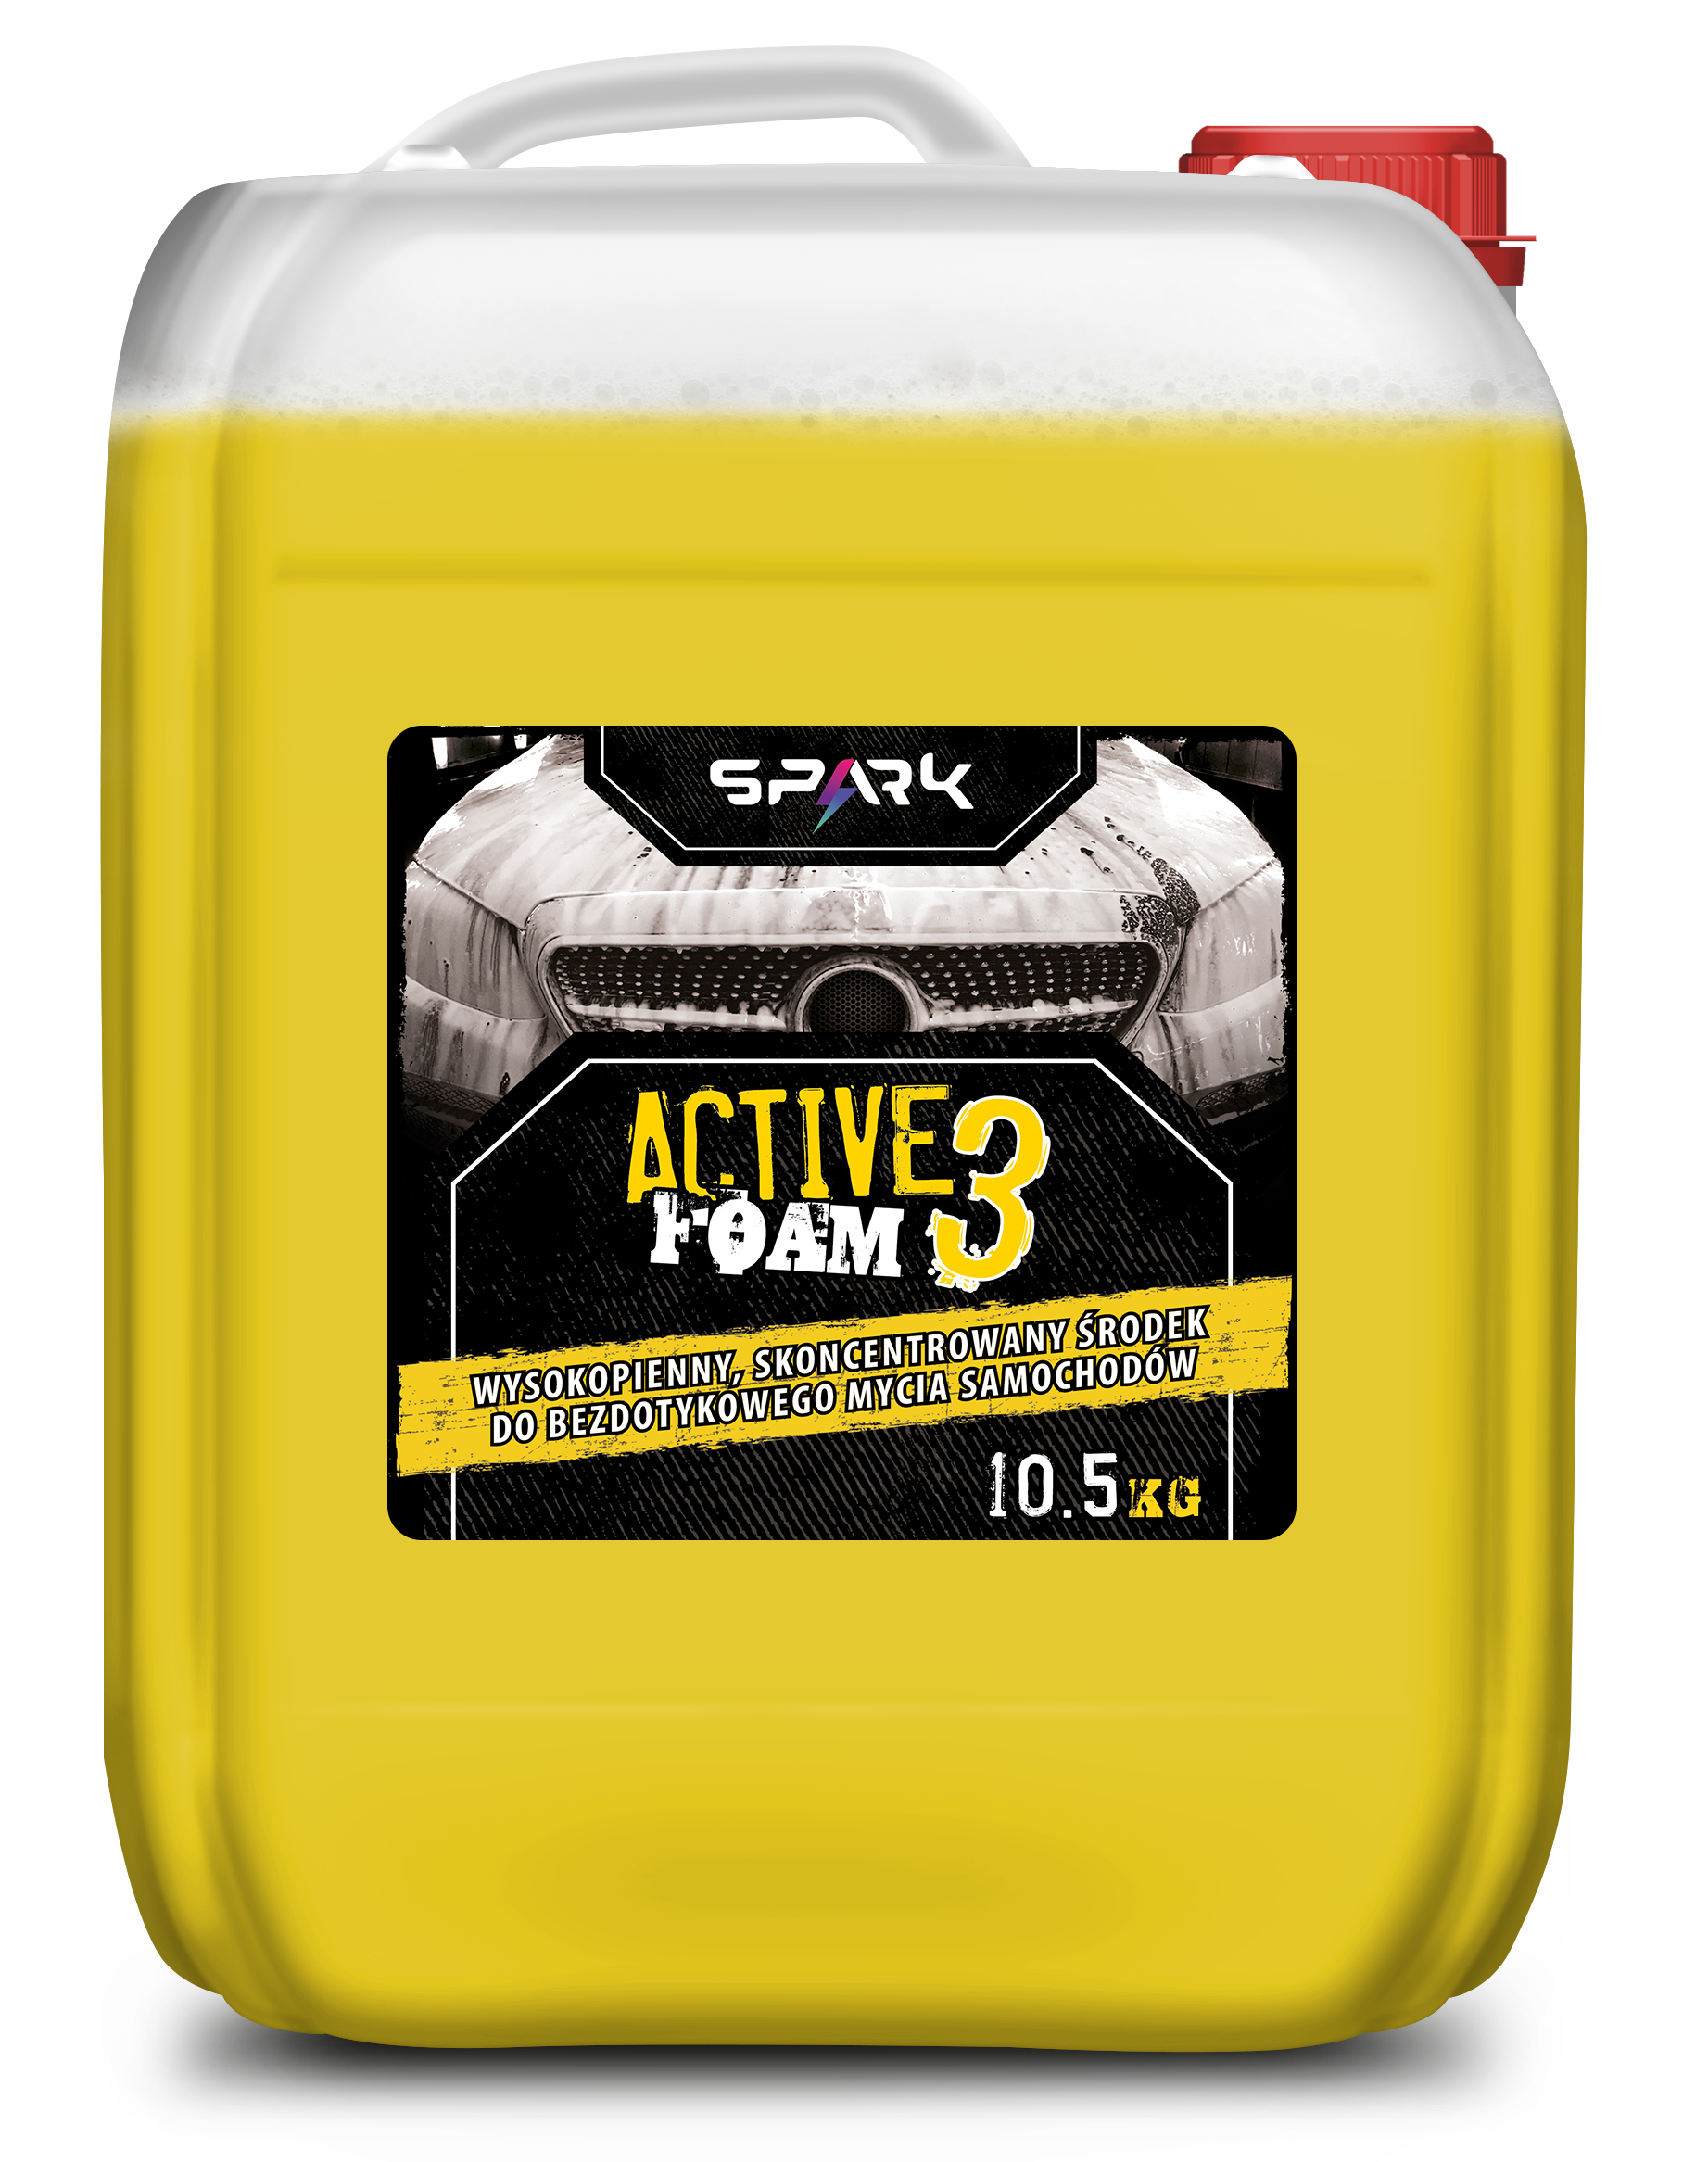 SPARK
ACTIVE 3
FOAM
WYSOKOPIENNY, SKONCENTROWANY ŚRODEK
DO BEZDOTYKOWEGO MYCIA SAMOCHODÓW
10.5 KG